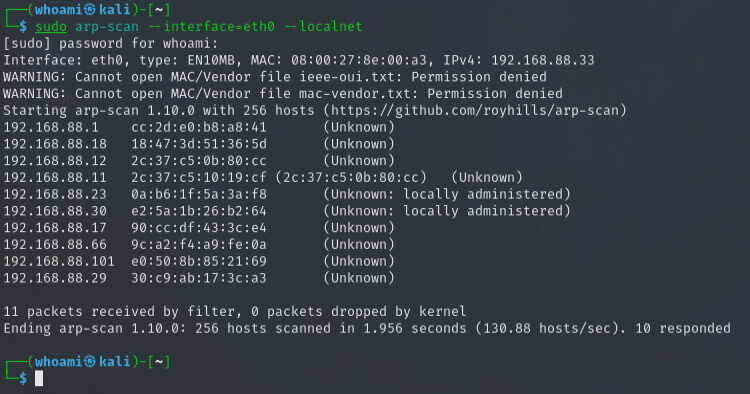 ┌──(whoami㉿kali)-[~]
└─$ sudo arp-scan --interface=eth0 --localnet
[sudo] password for whoami:
Interface: eth0, type: EN10MB, MAC: 08:00:27:8e:00:a3, IPv4: 192.168.88.33
WARNING: Cannot open MAC/Vendor file ieee-oui.txt: Permission denied
WARNING: Cannot open MAC/Vendor file mac-vendor.txt: Permission denied
Starting arp-scan 1.10.0 with 256 hosts (https://github.com/royhills/arp-scan)
192.168.88.1    cc:2d:e0:b8:a8:41       (Unknown)
192.168.88.18   18:47:3d:51:36:5d       (Unknown)
192.168.88.12   2c:37:c5:0b:80:cc       (Unknown)
192.168.88.11   2c:37:c5:10:19:cf (2c:37:c5:0b:80:cc)   (Unknown)
192.168.88.23   0a:b6:1f:5a:3a:f8       (Unknown: locally administered)
192.168.88.30   e2:5a:1b:26:b2:64       (Unknown: locally administered)
192.168.88.17   90:cc:df:43:3c:e4       (Unknown)
192.168.88.66   9c:a2:f4:a9:fe:0a       (Unknown)
192.168.88.101  e0:50:8b:85:21:69       (Unknown)
192.168.88.29   30:c9:ab:17:3c:a3       (Unknown)
11 packets received by filter, 0 packets dropped by kernel
Ending arp-scan 1.10.0: 256 hosts scanned in 1.956 seconds (130.88 hosts/sec). 10 responded
┌──(whoami㉿kali)-[~]
└─$